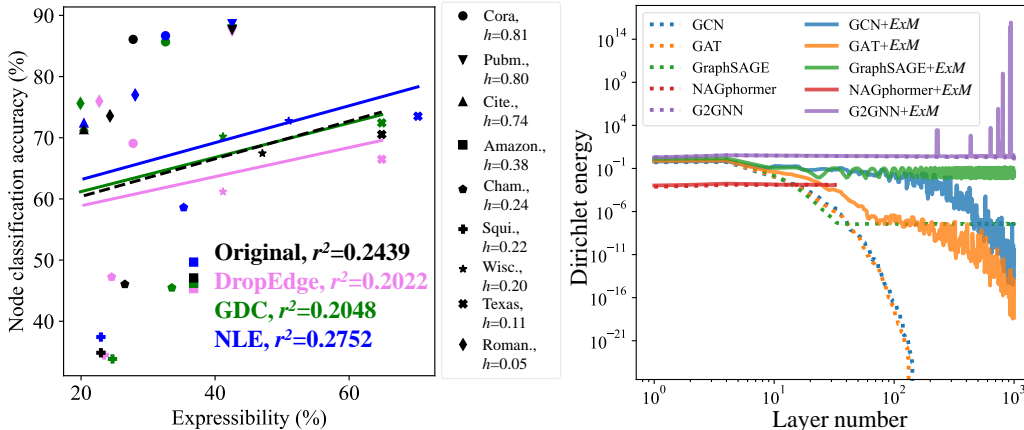 90
80
70
60
50
40
20
40
60
Node classification accuracy (%)
Expressibility (%)
Original, r²=0.2439
DropEdge, r²=0.2022
GDC, r²=0.2048
NLE, r²=0.2752
Cora,
h=0.81
Pubm.,
h=0.80
Cite.,
h=0.74
Amazon.,
h=0.38
Cham.,
h=0.24
Squi.,
h=0.22
Wisc.,
h=0.20
Texas,
h=0.11
Roman.,
h=0.05
Dirichlet energy
10¹⁴
10⁹
10⁴
10⁻¹
10⁻⁶
10⁻¹¹
10⁻¹⁶
10⁻²¹
GCN
GAT
GraphSAGE
NAGphormer
G2GNN
GCN+ExM
GAT+ExM
GraphSAGE+ExM
NAGphormer+ExM
G2GNN+ExM
10⁰
10¹
10²
10³
Layer number